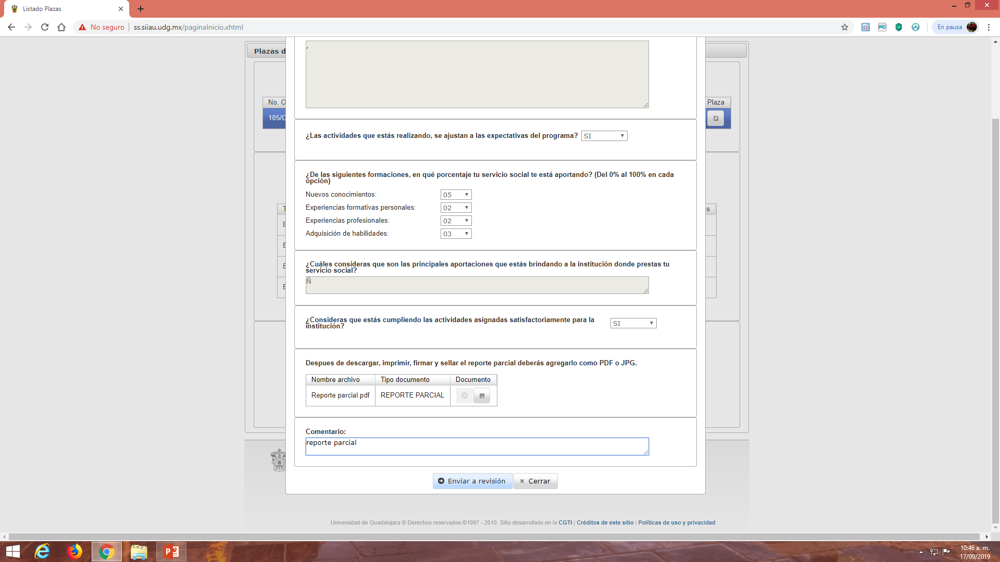 Listado Plazas
No seguro
ss.siiau.udg.mx/paginaInicio.xhtml
En pausa
Plazas d
,
No. O
Plaza
105/C
¿Las actividades que estás realizando, se ajustan a las expectativas del programa? SI
¿De las siguientes formaciones, en qué porcentaje tu servicio social te está aportando? (Del 0% al 100% en cada
opción)
Nuevos conocimientos: 05
Experiencias formativas personales: 02
Experiencias profesionales: 02
Adquisición de habilidades: 03
T
s
E
E
E
E
¿Cuáles consideras que son las principales aportaciones que estás brindando a la institución donde prestas tu
servicio social?
Ñ
¿Consideras que estás cumpliendo las actividades asignadas satisfactoriamente para la
institución?
SI
Despues de descargar, imprimir, firmar y sellar el reporte parcial deberás agregarlo como PDF o JPG.
Nombre archivo Tipo documento Documento
Reporte parcial.pdf REPORTE PARCIAL
Comentario:
reporte parcial
Enviar a revisión Cerrar
Universidad de Guadalajara © Derechos reservados ©1997 - 2010. Sitio desarrollado en la CGTI | Créditos de este sitio | Políticas de uso y privacidad
10:46 a. m.
17/09/2019